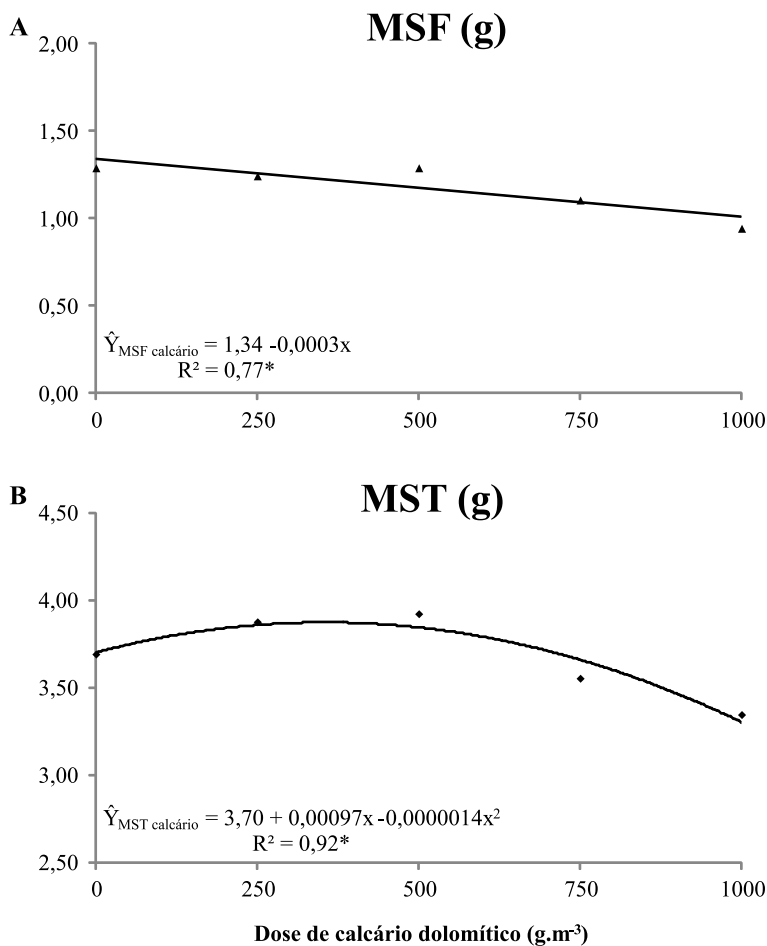 A
MSF (g)
2,00
1,50
1,00
0,50
0,00
ŶMSF calcário = 1,34 -0,0003x
R² = 0,77*
0 250 500 750 1000
B
MST (g)
4,50
4,00
3,50
3,00
2,50
ŶMST calcário = 3,70 + 0,00097x -0,0000014x²
R² = 0,92*
0 250 500 750 1000
Dose de calcário dolomítico (g.m⁻³)